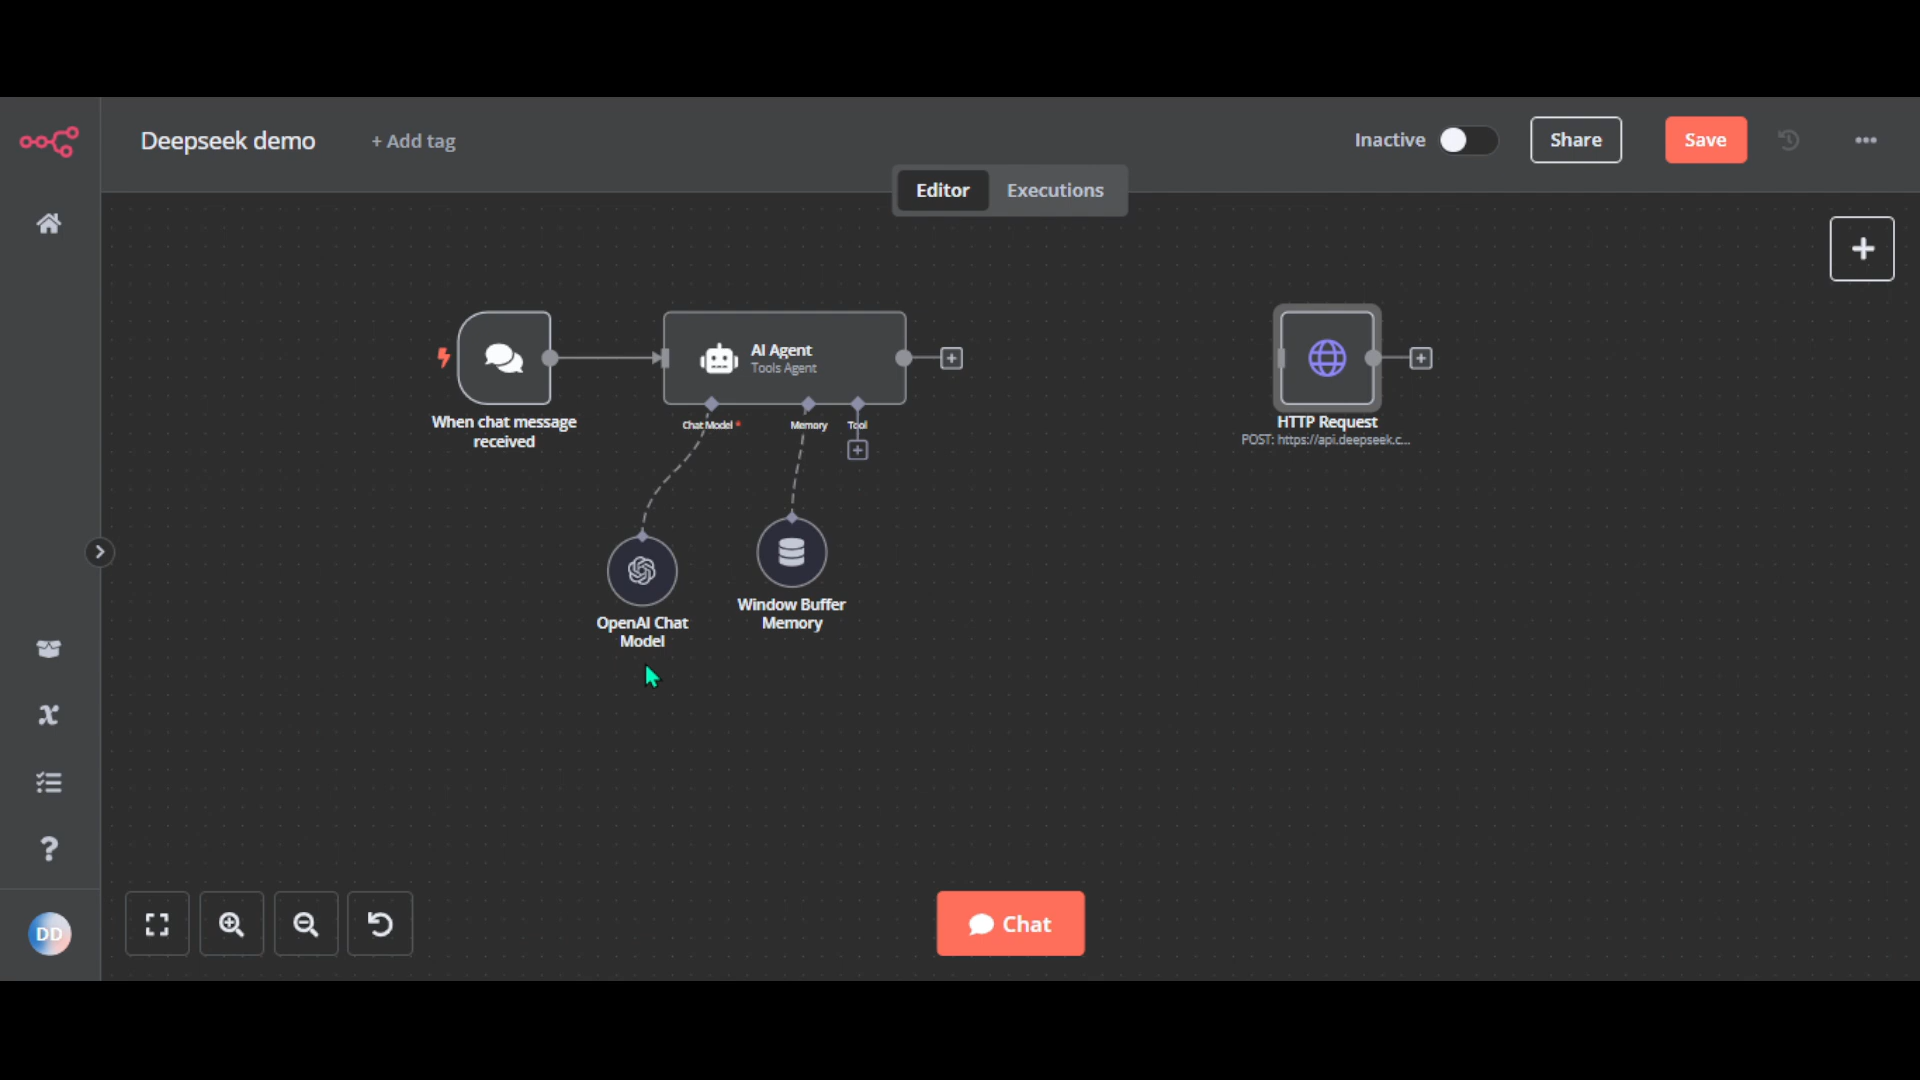 Deepseek demo
+ Add tag
Inactive
Share
Save
Editor
Executions
When chat message
received
AI Agent
Tools Agent
Chat Model *
Memory
Tool
HTTP Request
POST: https://api.deepseek.c...
OpenAI Chat
Model
Window Buffer
Memory
DD
Chat